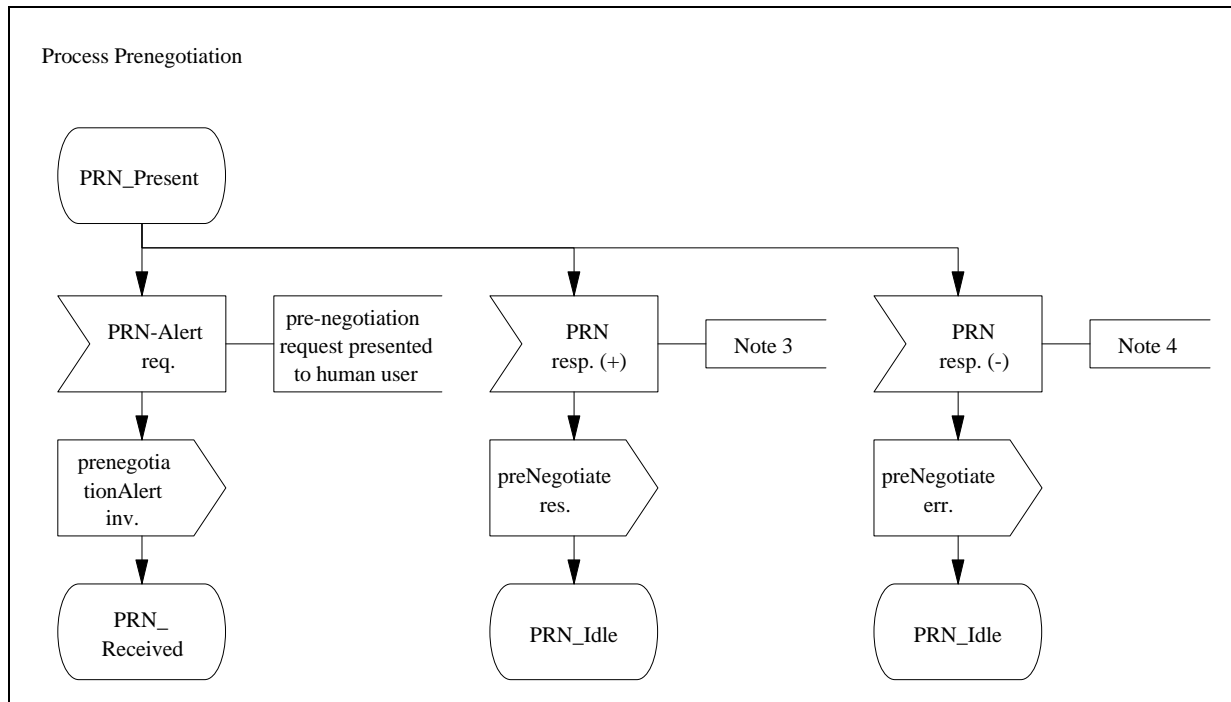 Process Prenegotiation
PRN_Present
PRN-Alert
req.
pre-negotiation
request presented
to human user
PRN
resp. (+)
Note 3
PRN
resp. (-)
Note 4
prenegotia
tionAlert
inv.
preNegotiate
res.
preNegotiate
err.
PRN_
Received
PRN_Idle
PRN_Idle